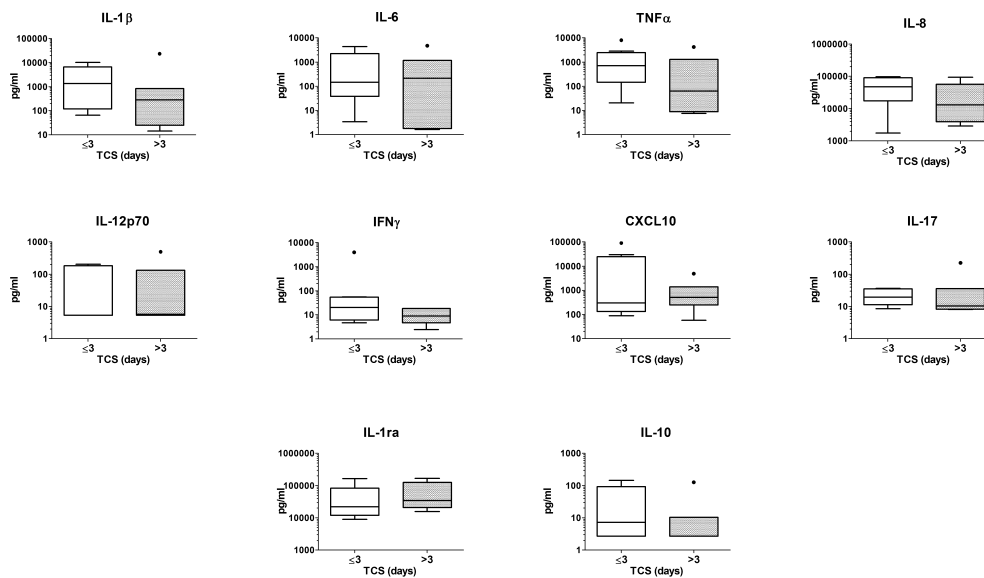 IL-1β
pg/ml
100000
10000
1000
100
10
≤3
>3
TCS (days)
IL-6
pg/ml
10000
1000
100
10
1
≤3
>3
TCS (days)
TNFα
pg/ml
10000
1000
100
10
1
≤3
>3
TCS (days)
IL-8
pg/ml
1000000
100000
10000
1000
≤3
>3
TCS (days)
IL-12p70
pg/ml
1000
100
10
1
≤3
>3
TCS (days)
IFNγ
pg/ml
10000
1000
100
10
1
≤3
>3
TCS (days)
CXCL10
pg/ml
100000
10000
1000
100
10
≤3
>3
TCS (days)
IL-17
pg/ml
1000
100
10
1
≤3
>3
TCS (days)
IL-1ra
pg/ml
1000000
100000
10000
1000
≤3
>3
TCS (days)
IL-10
pg/ml
1000
100
10
1
≤3
>3
TCS (days)